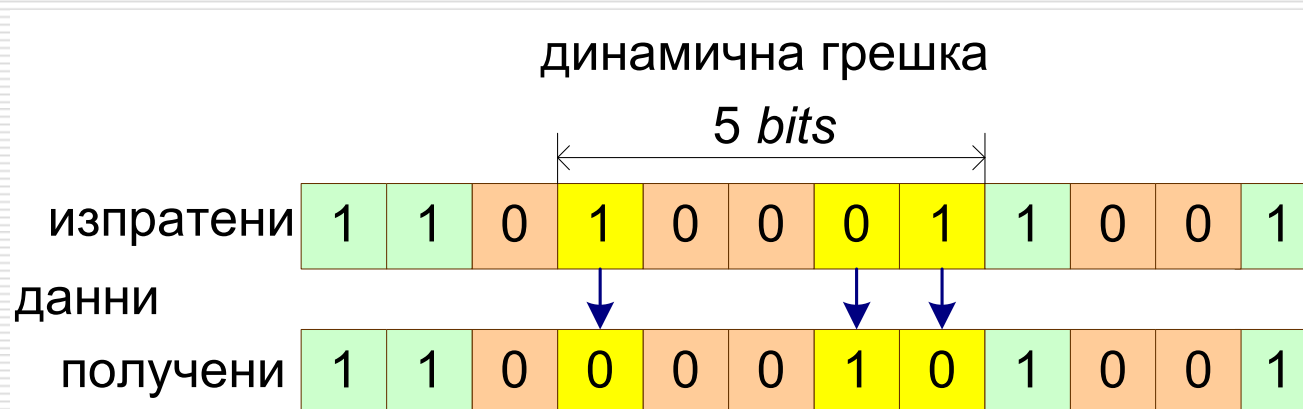 динамична грешка
5 bits
изпратени 1 1 0 1 0 0 0 1 1 0 0 1
данни
получени 1 1 0 0 0 0 1 0 1 0 0 1